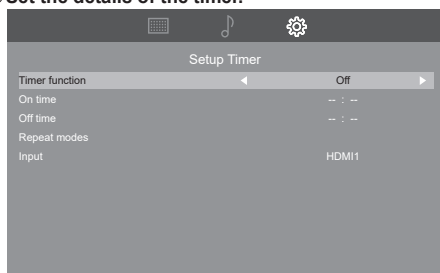 Set the details of the timer.
Setup Timer
Timer function Off
On time -- : --
Off time -- : --
Repeat modes
Input HDMI1